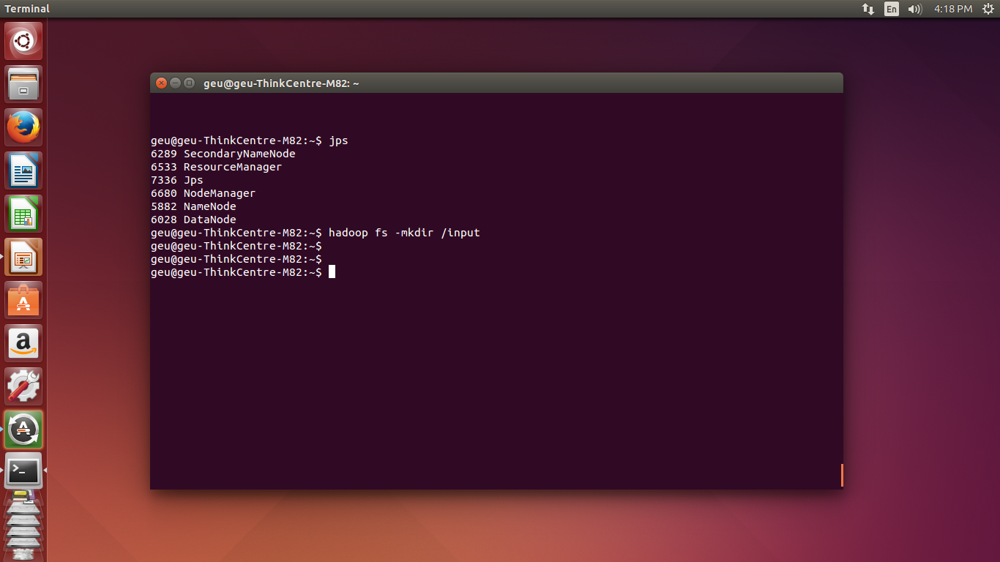 Terminal
En
4:18 PM
geu@geu-ThinkCentre-M82: ~
geu@geu-ThinkCentre-M82:~$ jps
6289 SecondaryNameNode
6533 ResourceManager
7336 Jps
6680 NodeManager
5882 NameNode
6028 DataNode
geu@geu-ThinkCentre-M82:~$ hadoop fs -mkdir /input
geu@geu-ThinkCentre-M82:~$
geu@geu-ThinkCentre-M82:~$
geu@geu-ThinkCentre-M82:~$